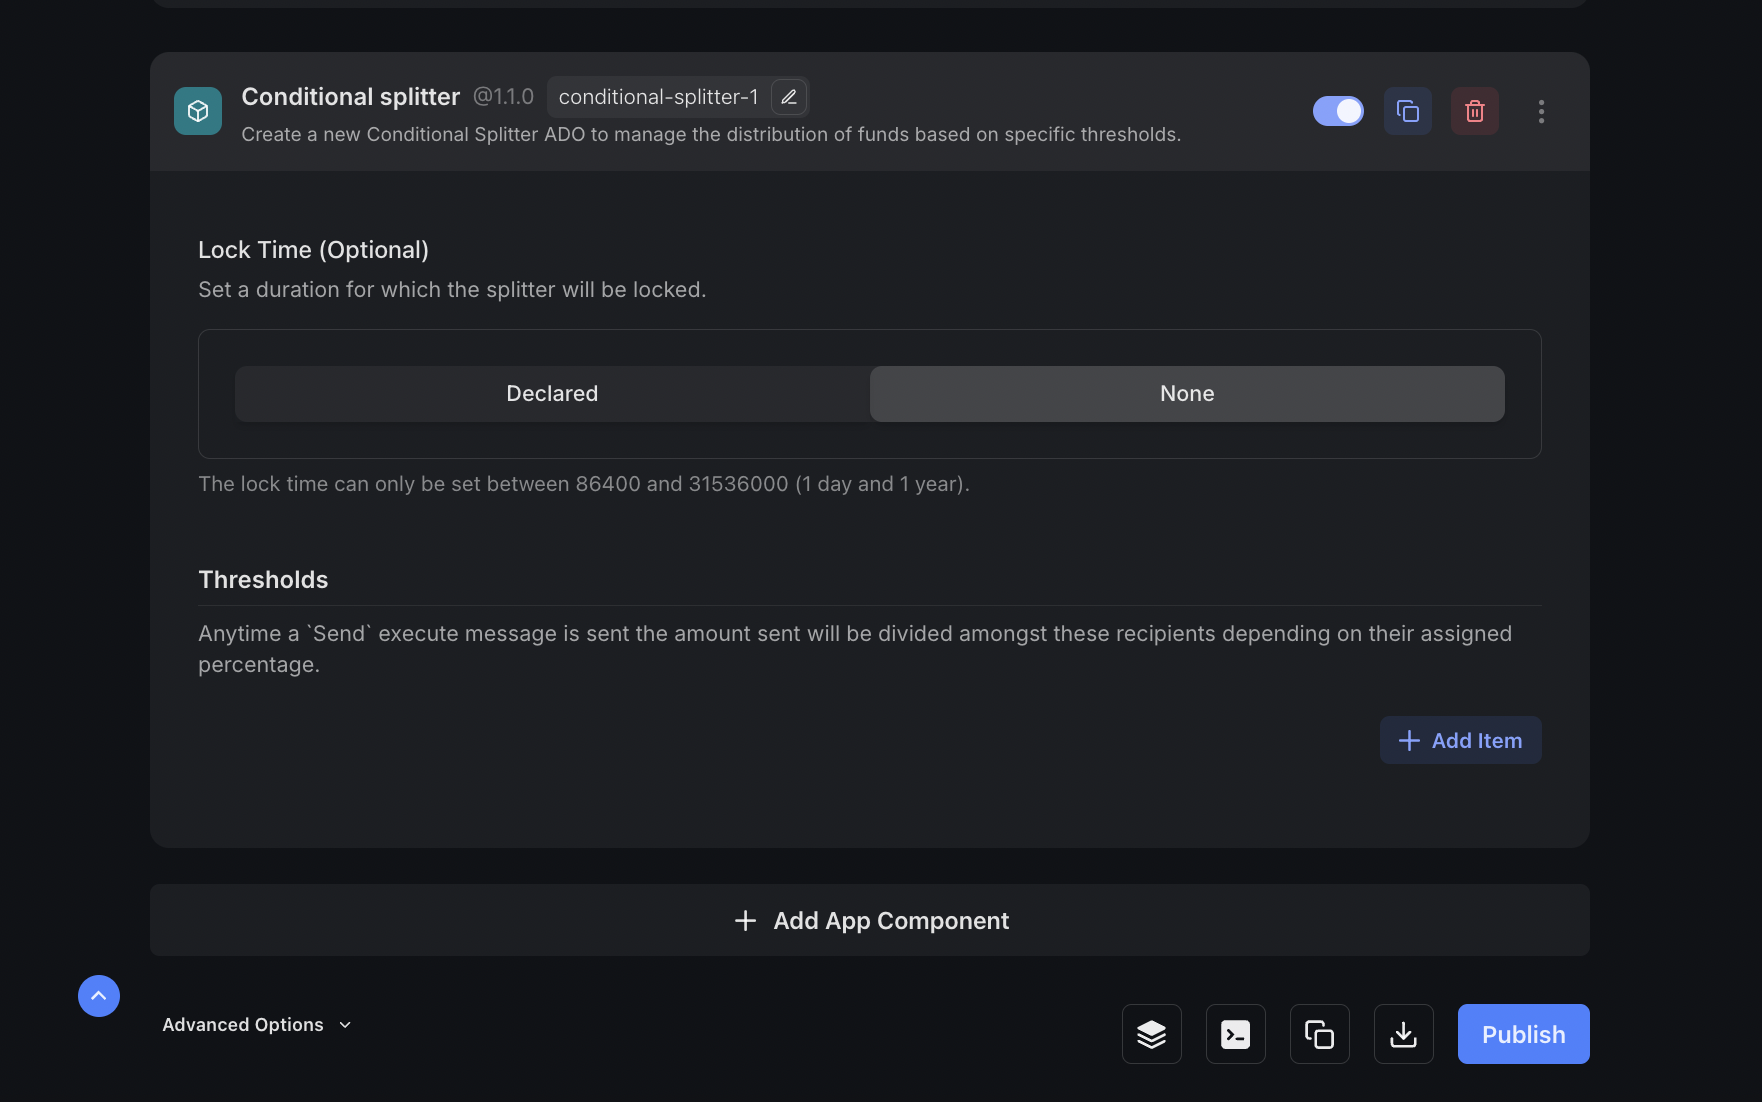 Conditional splitter @1.1.0 conditional-splitter-1
Create a new Conditional Splitter ADO to manage the distribution of funds based on specific thresholds.
Lock Time (Optional)
Set a duration for which the splitter will be locked.
Declared None
The lock time can only be set between 86400 and 31536000 (1 day and 1 year).
Thresholds
Anytime a `Send` execute message is sent the amount sent will be divided amongst these recipients depending on their assigned
percentage.
Add Item
Add App Component
Advanced Options
Publish